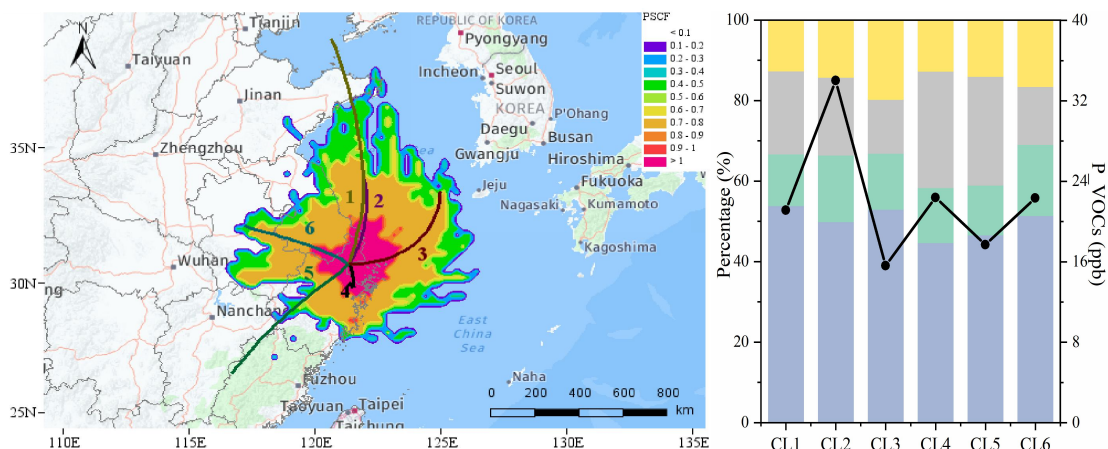 N
Tianjin
Taiyuan
Jinan
Zhengzhou
Wuhan
ng
Nanchang
Fuzhou
Taoyuan
Taipei
Taichung
REPUBLIC OF KOREA
Pyongyang
Incheon
Seoul
Suwon
KOREA
P'Ohang
Daegu
Busan
Gwangju
Hiroshima
Jeju
Fukuoka
Nagasaki
Kumamoto
Kagoshima
Naha
East
China
Sea
1
2
3
4
5
6
PSCF
< 0.1
0.1 - 0.2
0.2 - 0.3
0.3 - 0.4
0.4 - 0.5
0.5 - 0.6
0.6 - 0.7
0.7 - 0.8
0.8 - 0.9
0.9 - 1
> 1
0 200 400 600 800
km
35N
30N
25N
110E 115E 120E 125E 130E 135E
Percentage (%)
100
80
60
40
20
0
CL1 CL2 CL3 CL4 CL5 CL6
40
32
24
16
8
0
P_VOCs (ppb)